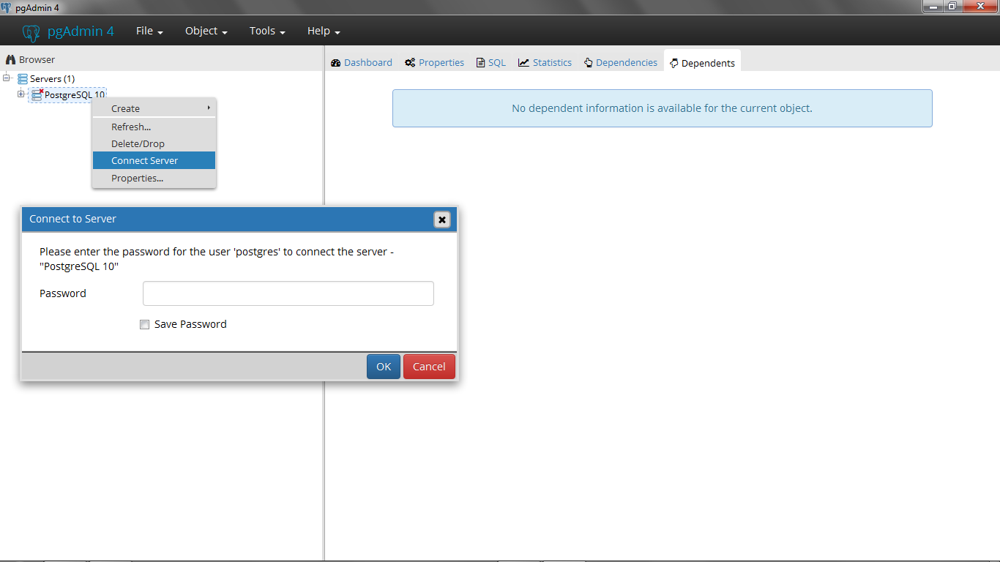 pgAdmin 4
pgAdmin 4 File Object Tools Help
Browser
Dashboard Properties SQL Statistics Dependencies Dependents
Servers (1)
PostgreSQL 10
No dependent information is available for the current object.
Create
Refresh...
Delete/Drop
Connect Server
Properties...
Connect to Server
Please enter the password for the user 'postgres' to connect the server -
"PostgreSQL 10"
Password
Save Password
OK Cancel